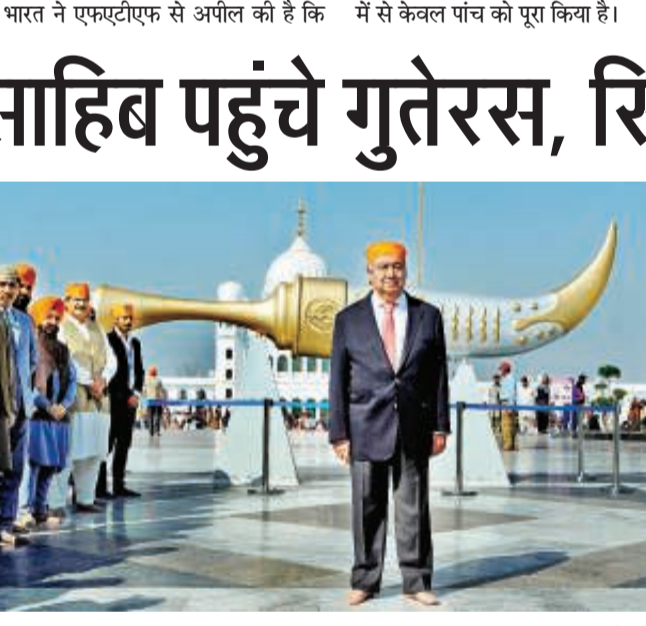 भारत ने एफएटीएफ से अपील की है कि
में से केवल पांच को पूरा किया है।
साहिब पहुंचे गुतेरस, रि